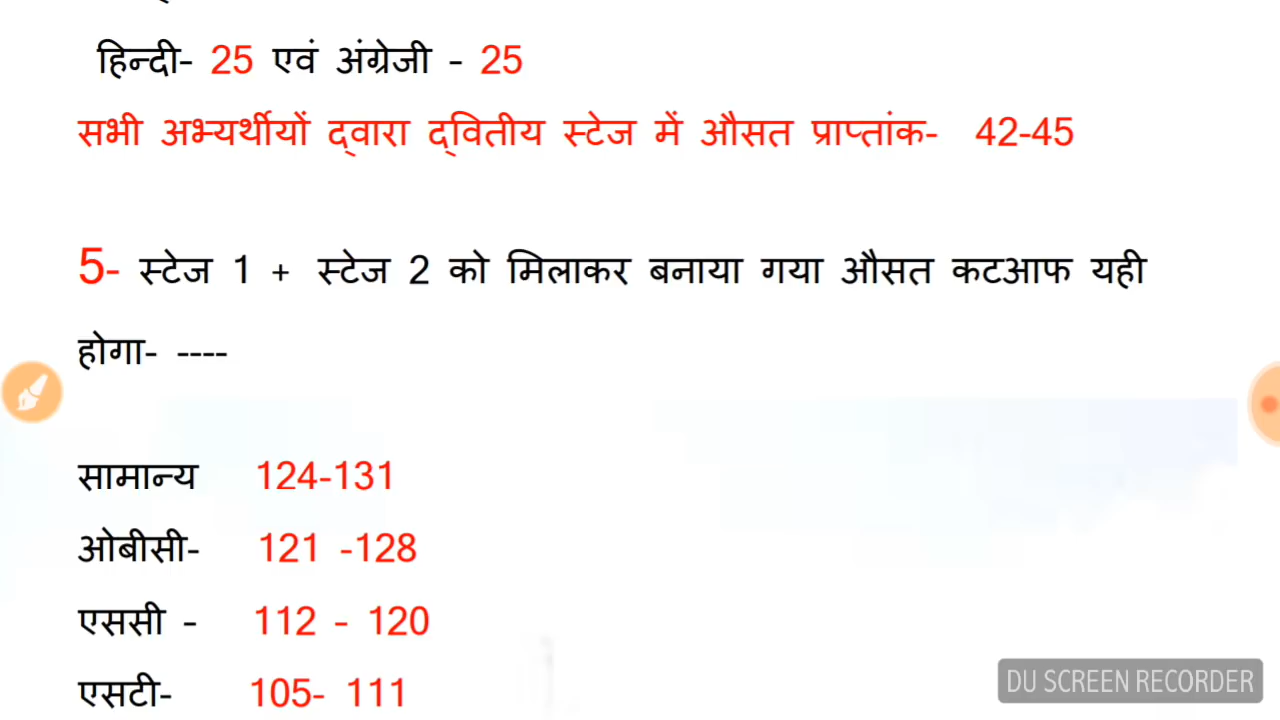 हिन्दी- 25 एवं अंग्रेजी - 25
सभी अभ्यर्थीयों द्वारा द्वितीय स्टेज में औसत प्राप्तांक- 42-45
5- स्टेज 1 + स्टेज 2 को मिलाकर बनाया गया औसत कटआफ यही
होगा- ----
सामान्य 124-131
ओबीसी- 121 -128
एससी - 112 - 120
एसटी- 105- 111
DU SCREEN RECORDER